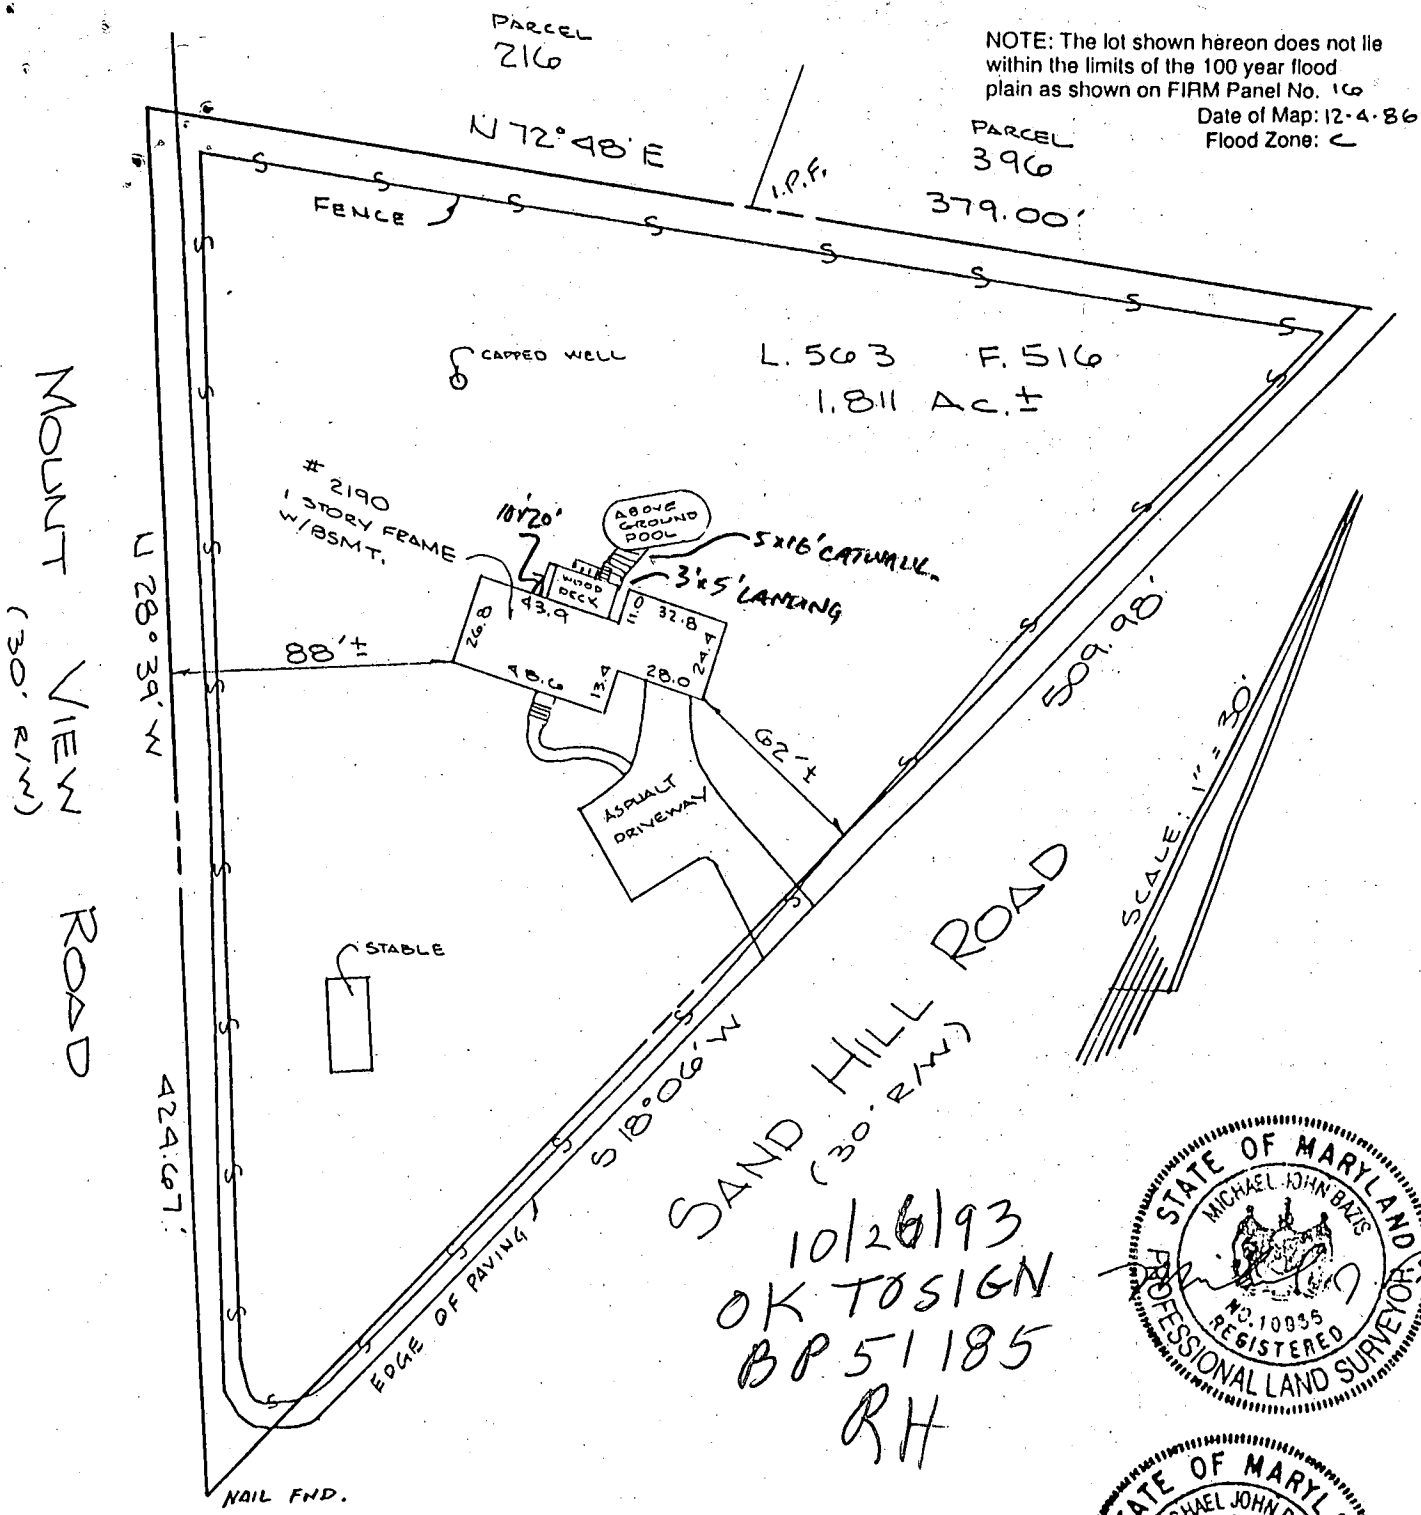 PARCEL
216
NOTE: The lot shown hereon does not lie
within the limits of the 100 year flood
plain as shown on FIRM Panel No. 16
Date of Map: 12-4-86
Flood Zone: C
N 72° 48' E
I.P.F.
PARCEL
396
379.00'
FENCE
CAPPED WELL
L. 563 F. 516
1.811 AC. ±
# 2190
1 STORY FRAME
W/BSMT.
10'x20'
ABOVE
GROUND
POOL
5x16' CATWALK
3'x5' LANDING
WOOD
DECK
43.9
11.0
32.8
26.8
24.4
48.6
13.4
28.0
88'±
62'±
ASPHALT
DRIVEWAY
STABLE
MOUNT VIEW ROAD
(30' R/W)
N 28° 39' W
424.67'
509.98'
S 18° 06' W
SAND HILL ROAD
(30' R/W)
SCALE: 1" = 30'
EDGE OF PAVING
NAIL FND.
10/26/93
OK TO SIGN
BP 51185
RH
STATE OF MARYLAND
MICHAEL JOHN BAZIS
NO. 10936
REGISTERED
PROFESSIONAL LAND SURVEYOR
ATE OF MARYL
HAEL JOHN B